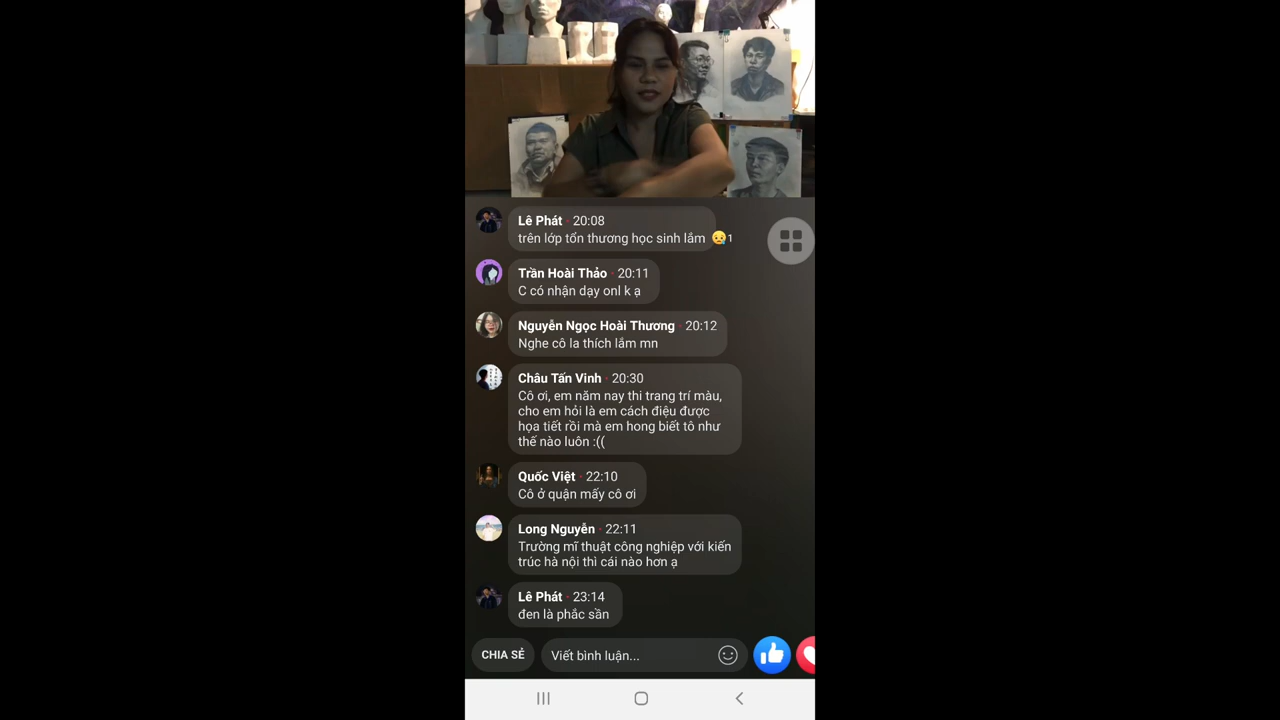 Lê Phát · 20:08
trên lớp tổn thương học sinh lắm 😥 1
Trần Hoài Thảo · 20:11
C có nhận dạy onl k ạ
Nguyễn Ngọc Hoài Thương · 20:12
Nghe cô la thích lắm mn
Châu Tấn Vinh · 20:30
Cô ơi, em năm nay thi trang trí màu,
cho em hỏi là em cách điệu được
họa tiết rồi mà em hong biết tô như
thế nào luôn :((
Quốc Việt · 22:10
Cô ở quận mấy cô ơi
Long Nguyễn · 22:11
Trường mĩ thuật công nghiệp với kiến
trúc hà nội thì cái nào hơn ạ
Lê Phát · 23:14
đen là phắc sần
CHIA SẺ
Viết bình luận...